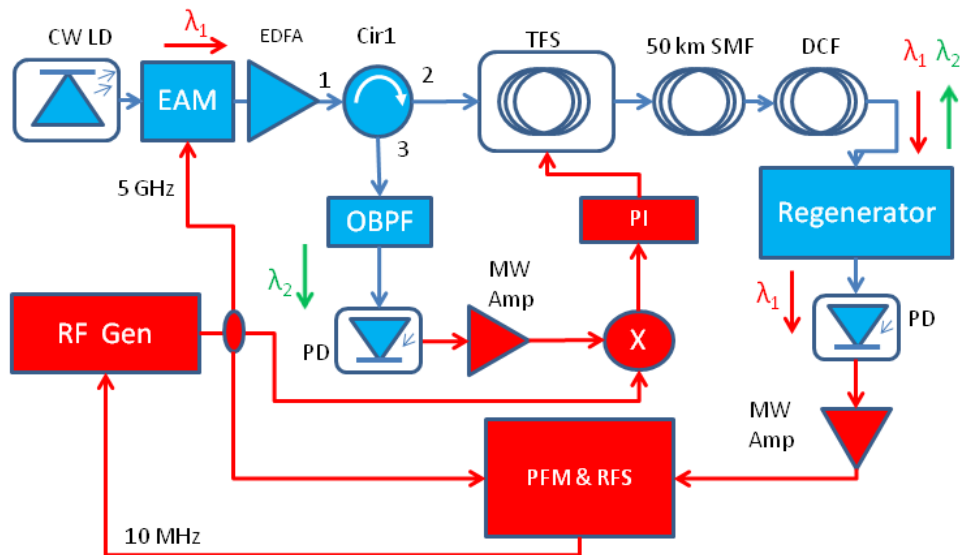 CW LD
λ1
EDFA
Cir1
TFS
50 km SMF
DCF
EAM
1
2
3
λ1
λ2
5 GHz
OBPF
PI
Regenerator
λ2
MW
Amp
λ1
RF Gen
PD
X
PD
MW
Amp
PFM & RFS
10 MHz